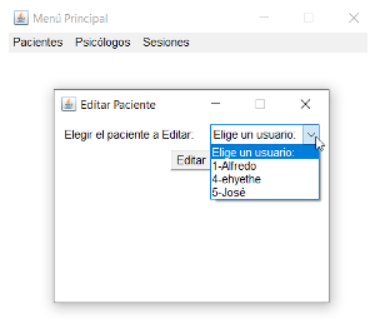 Menú Principal
Pacientes Psicólogos Sesiones
Editar Paciente
Elegir el paciente a Editar: Elige un usuario:
Elige un usuario:
Editar
1-Alfredo
4-ehyethe
5-José